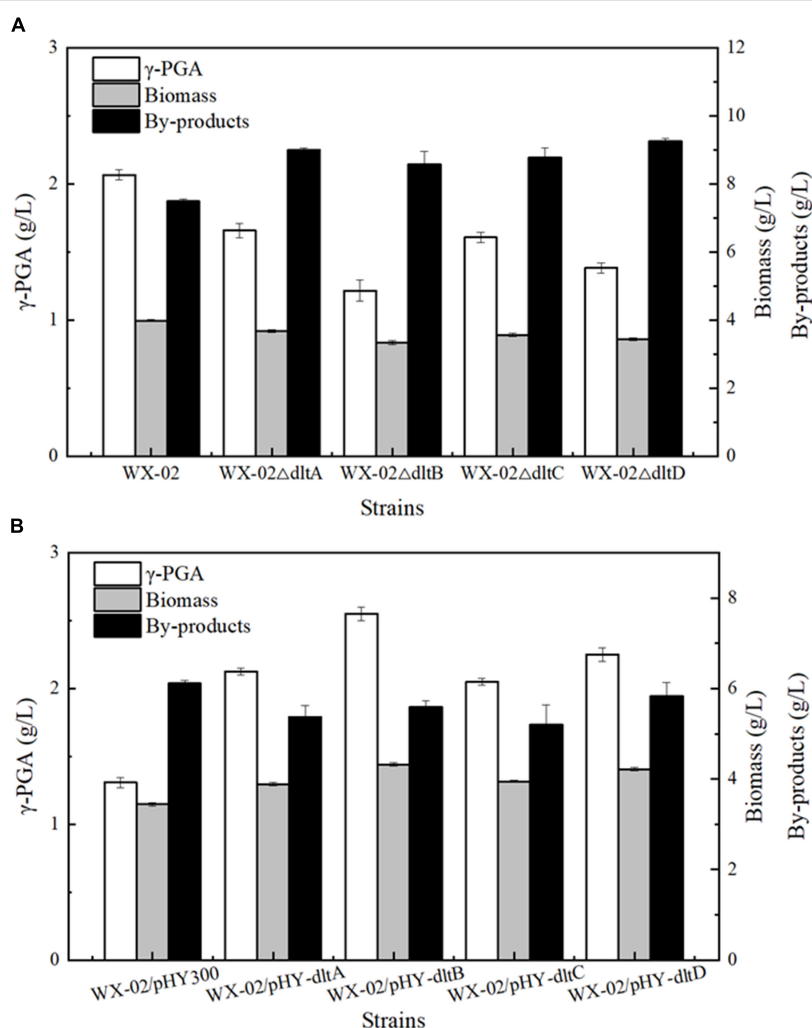 A
3
2
1
0
γ-PGA (g/L)
γ-PGA
Biomass
By-products
12
10
8
6
4
2
0
Biomass (g/L)
By-products (g/L)
WX-02
WX-02△dltA
WX-02△dltB
WX-02△dltC
WX-02△dltD
Strains
B
3
2
1
0
γ-PGA (g/L)
γ-PGA
Biomass
By-products
8
6
4
2
0
Biomass (g/L)
By-products (g/L)
WX-02/pHY300
WX-02/pHY-dltA
WX-02/pHY-dltB
WX-02/pHY-dltC
WX-02/pHY-dltD
Strains